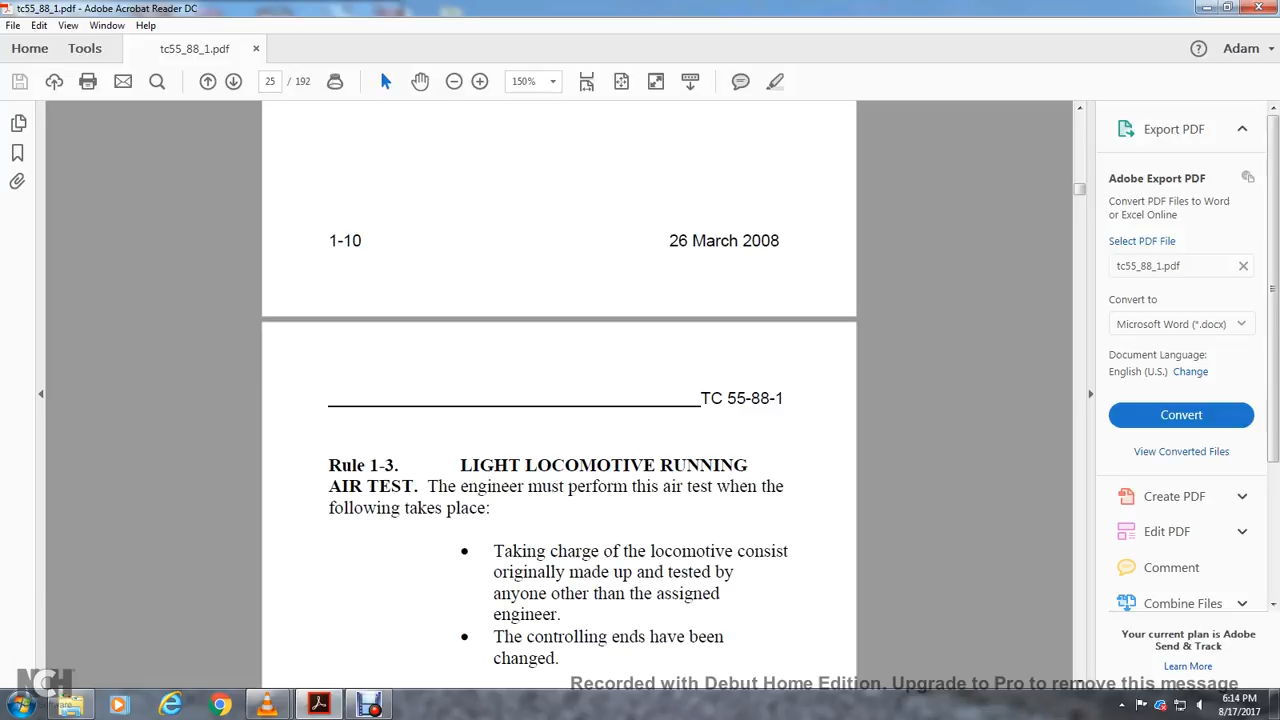 tc55_88_1.pdf - Adobe Acrobat Reader DC
File Edit View Window Help
Home Tools tc55_88_1.pdf × Adam
25 / 192 150%
1-10 26 March 2008
TC 55-88-1
Rule 1-3. LIGHT LOCOMOTIVE RUNNING
AIR TEST. The engineer must perform this air test when the
following takes place:
• Taking charge of the locomotive consist
originally made up and tested by
anyone other than the assigned
engineer.
• The controlling ends have been
changed.
Export PDF
Adobe Export PDF
Convert PDF Files to Word
or Excel Online
Select PDF File
tc55_88_1.pdf
Convert to
Microsoft Word (*.docx)
Document Language:
English (U.S.) Change
Convert
View Converted Files
Create PDF
Edit PDF
Comment
Combine Files
Your current plan is Adobe
Send & Track
Learn More
NCH
Software
Recorded with Debut Home Edition. Upgrade to Pro to remove this message
6:14 PM
8/17/2017